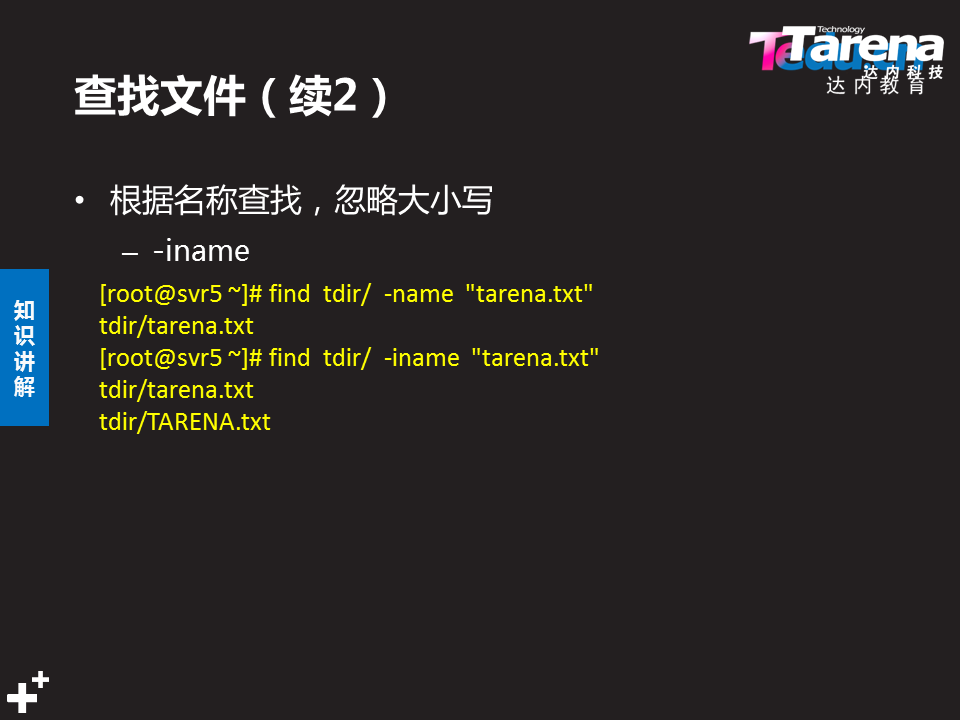 Technology
Tarena
达内科技
达内教育
查找文件（续2）
• 根据名称查找，忽略大小写
– -iname
[root@svr5 ~]# find  tdir/  -name  "tarena.txt"
tdir/tarena.txt
[root@svr5 ~]# find  tdir/  -iname  "tarena.txt"
tdir/tarena.txt
tdir/TARENA.txt
知识讲解